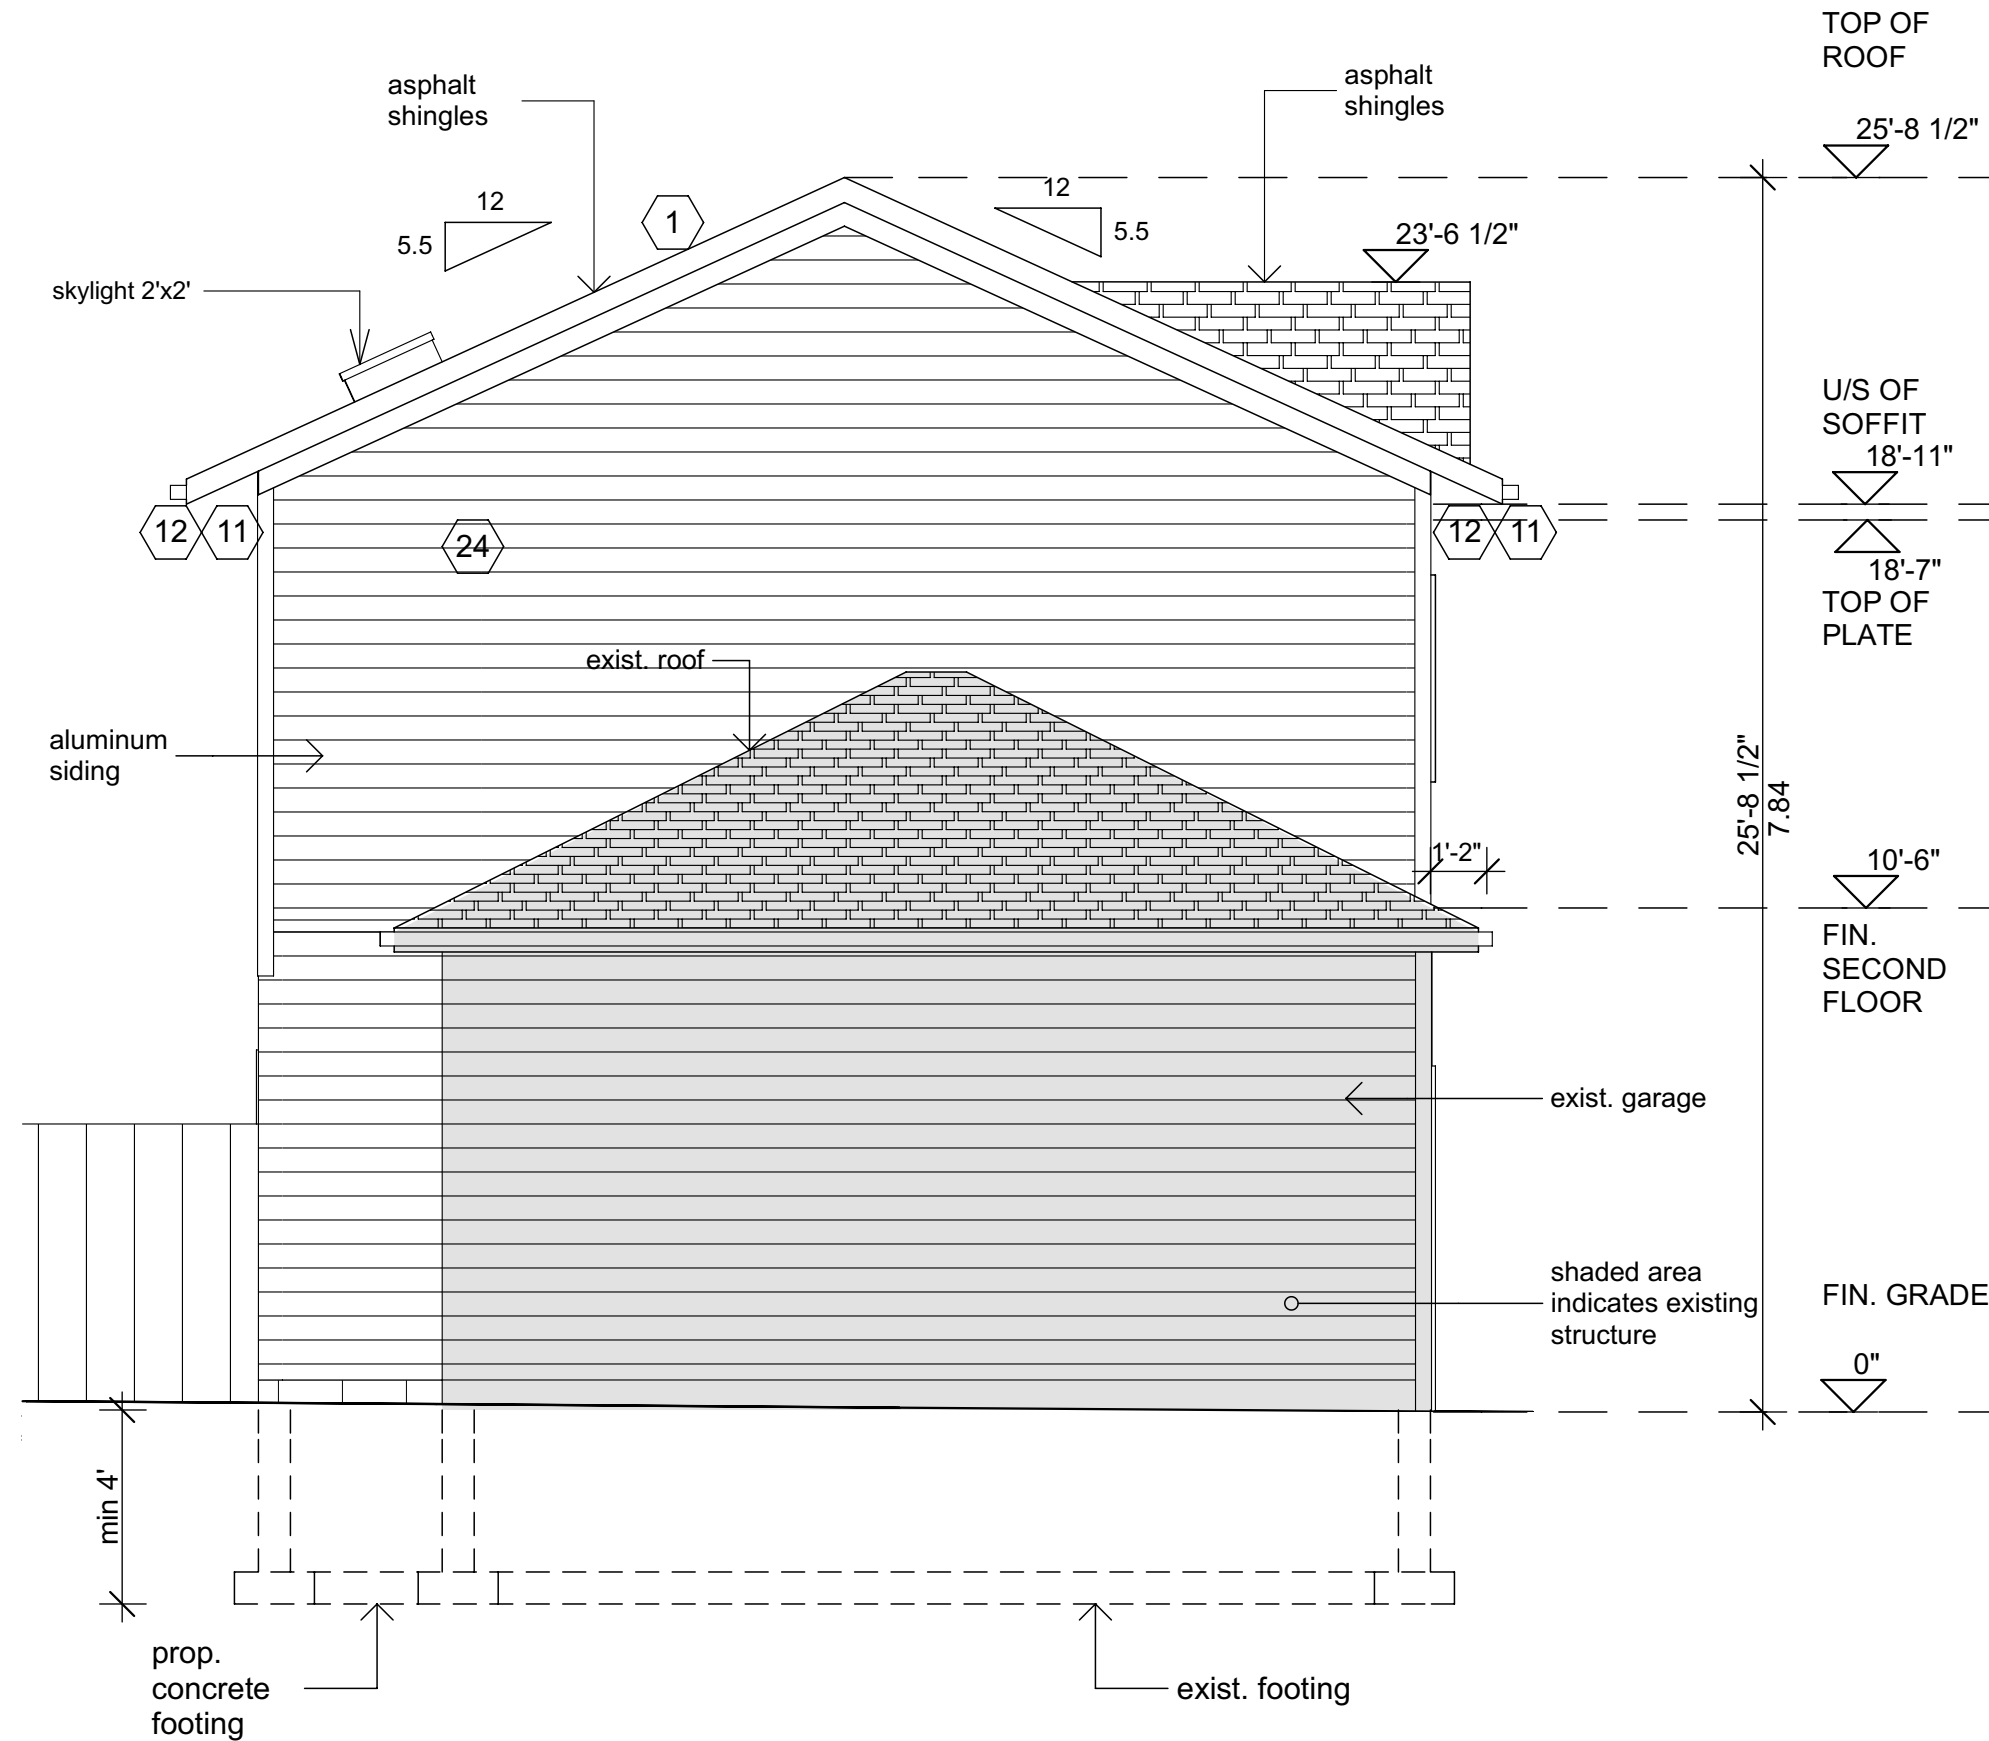 TOP OF
ROOF
asphalt
shingles
asphalt
shingles
25'-8 1/2"
12
12
1
5.5
5.5
23'-6 1/2"
skylight 2'x2'
U/S OF
SOFFIT
18'-11"
12
11
24
12
11
18'-7"
TOP OF
PLATE
exist. roof
aluminum
siding
25'-8 1/2"
7.84
1'-2"
10'-6"
FIN.
SECOND
FLOOR
exist. garage
shaded area
indicates existing
structure
FIN. GRADE
0"
min 4'
prop.
concrete
footing
exist. footing